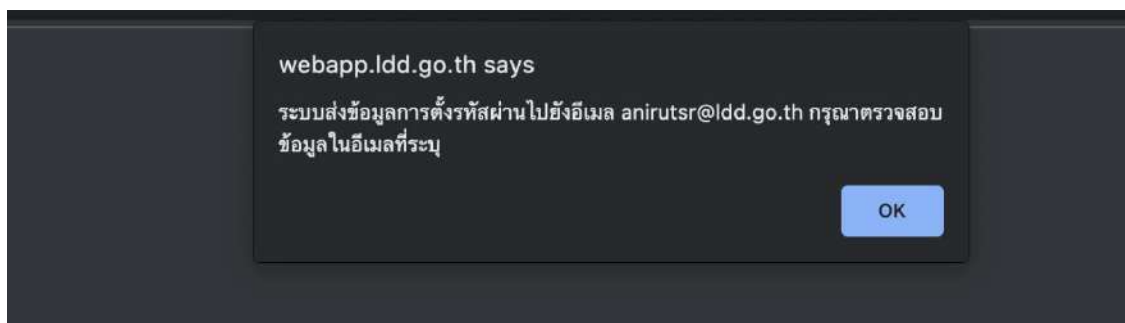 webapp.ldd.go.th says
ระบบส่งข้อมูลการตั้งรหัสผ่านไปยังอีเมล anirutsr@ldd.go.th กรุณาตรวจสอบ
ข้อมูลในอีเมลที่ระบุ
OK